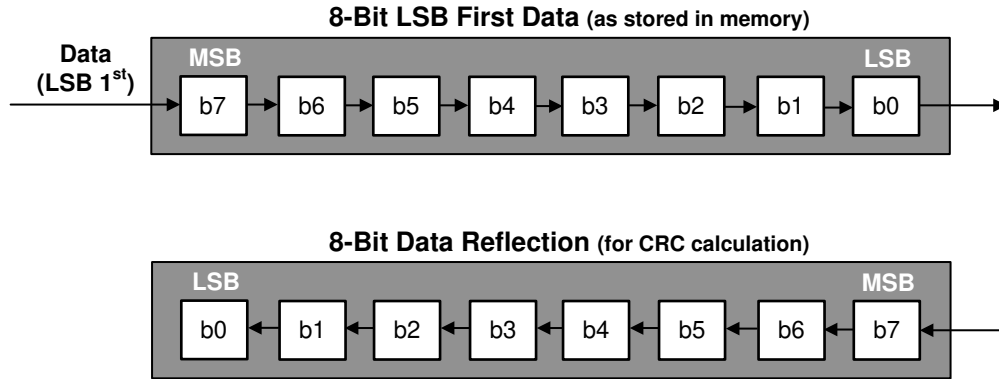 8-Bit LSB First Data (as stored in memory)
Data
(LSB 1st)
MSB LSB
b7 b6 b5 b4 b3 b2 b1 b0
8-Bit Data Reflection (for CRC calculation)
LSB MSB
b0 b1 b2 b3 b4 b5 b6 b7